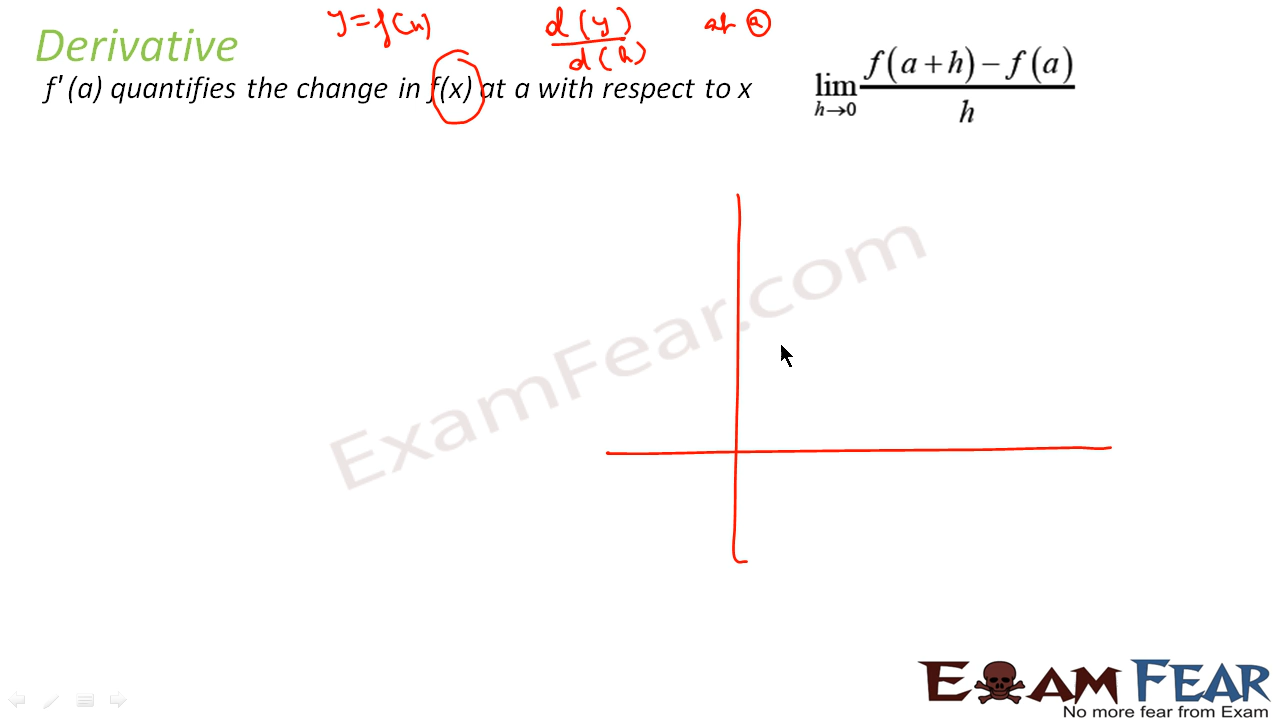 y = f(x)
d(y)
d(x)
at a
Derivative
f'(a) quantifies the change in f(x) at a with respect to x
lim h→0 f(a+h) − f(a)
h
ExamFear.com
EXAM FEAR
No more fear from Exam